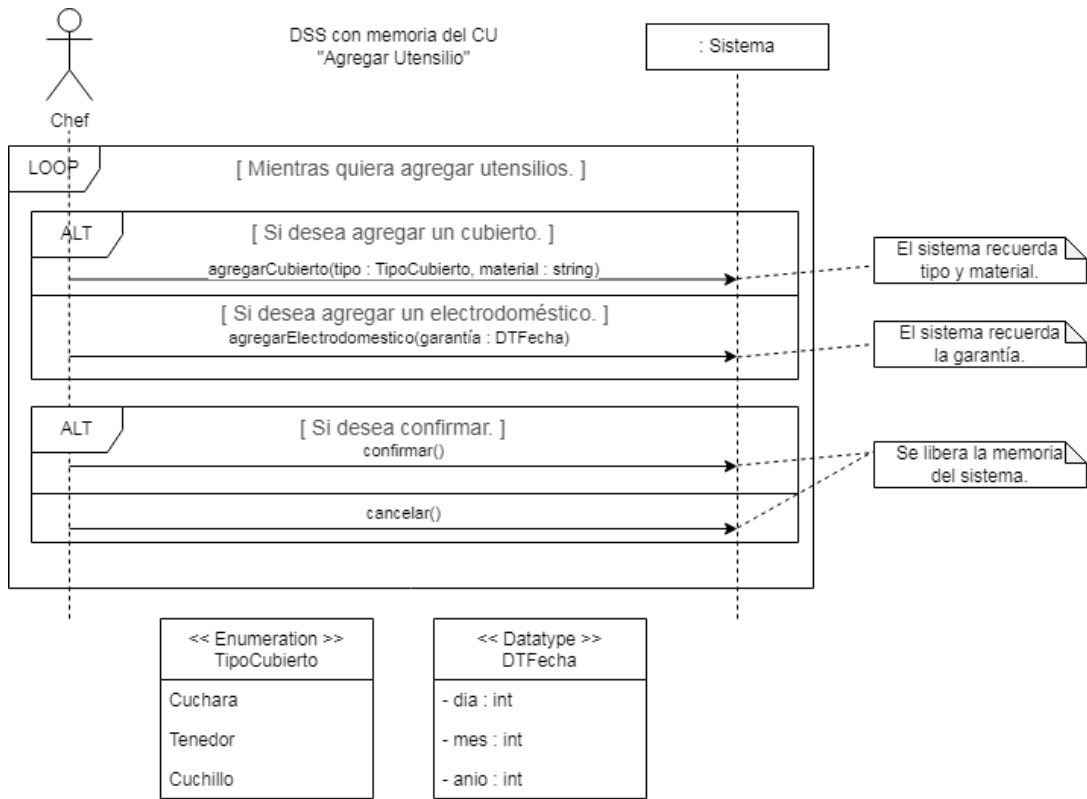 DSS con memoria del CU
"Agregar Utensilio"
: Sistema
Chef
LOOP
[ Mientras quiera agregar utensilios. ]
ALT
[ Si desea agregar un cubierto. ]
agregarCubierto(tipo : TipoCubierto, material : string)
El sistema recuerda
tipo y material.
[ Si desea agregar un electrodoméstico. ]
agregarElectrodomestico(garantía : DTFecha)
El sistema recuerda
la garantía.
ALT
[ Si desea confirmar. ]
confirmar()
Se libera la memoria
del sistema.
cancelar()
<< Enumeration >>
TipoCubierto
Cuchara
Tenedor
Cuchillo
<< Datatype >>
DTFecha
- dia : int
- mes : int
- anio : int